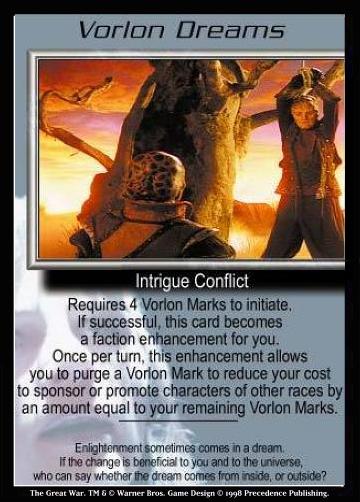 Vorlon Dreams
Intrigue Conflict
Requires 4 Vorlon Marks to initiate.
If successful, this card becomes
a faction enhancement for you.
Once per turn, this enhancement allows
you to purge a Vorlon Mark to reduce your cost
to sponsor or promote characters of other races by
an amount equal to your remaining Vorlon Marks.
Enlightenment sometimes comes in a dream.
If the change is beneficial to you and to the universe,
who can say whether the dream comes from inside, or outside?
The Great War. TM & © Warner Bros. Game Design © 1998 Precedence Publishing.